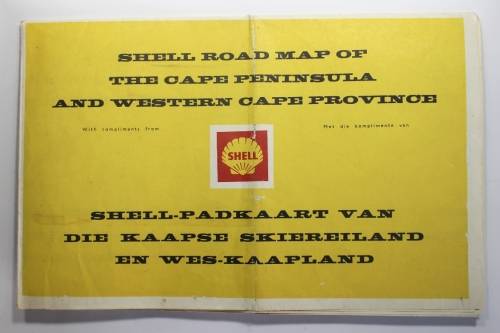 SHELL ROAD MAP OF
THE CAPE PENINSULA
AND WESTERN CAPE PROVINCE
With compliments from
Met die komplimente van
SHELL
SHELL-PADKAART VAN
DIE KAAPSE SKIEREILAND
EN WES-KAAPLAND